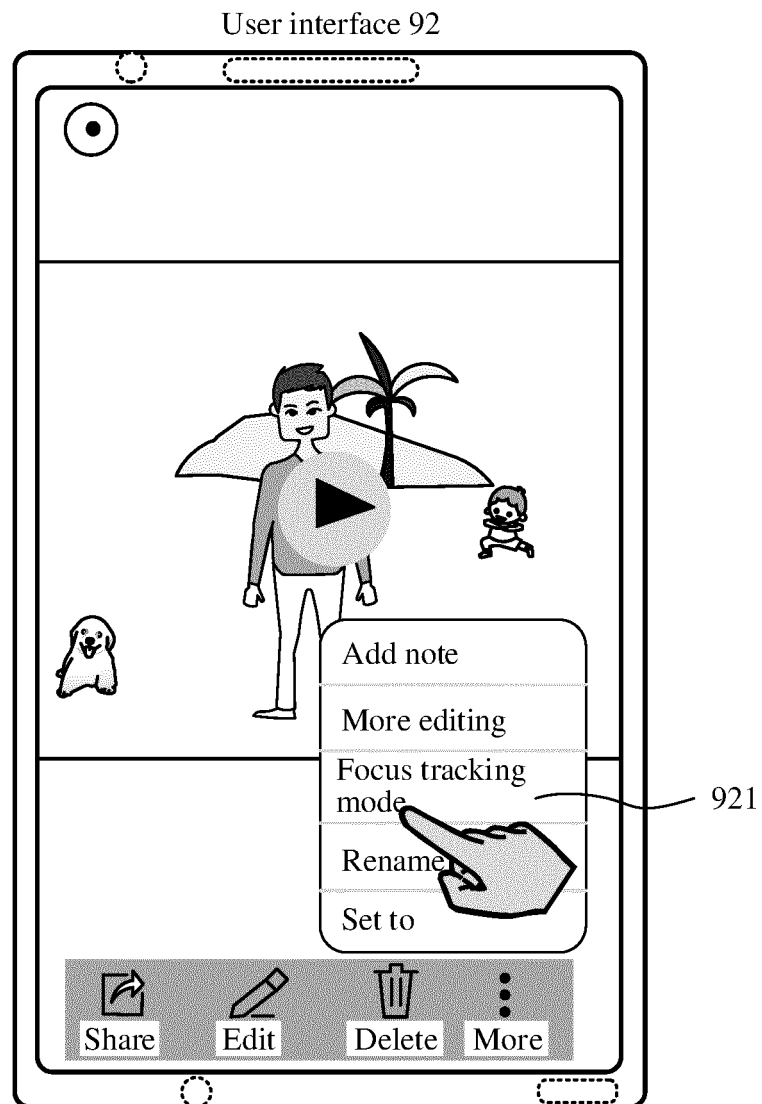 User interface 92
Add note
More editing
Focus tracking
mode
921
Rename
Set to
Share Edit Delete More